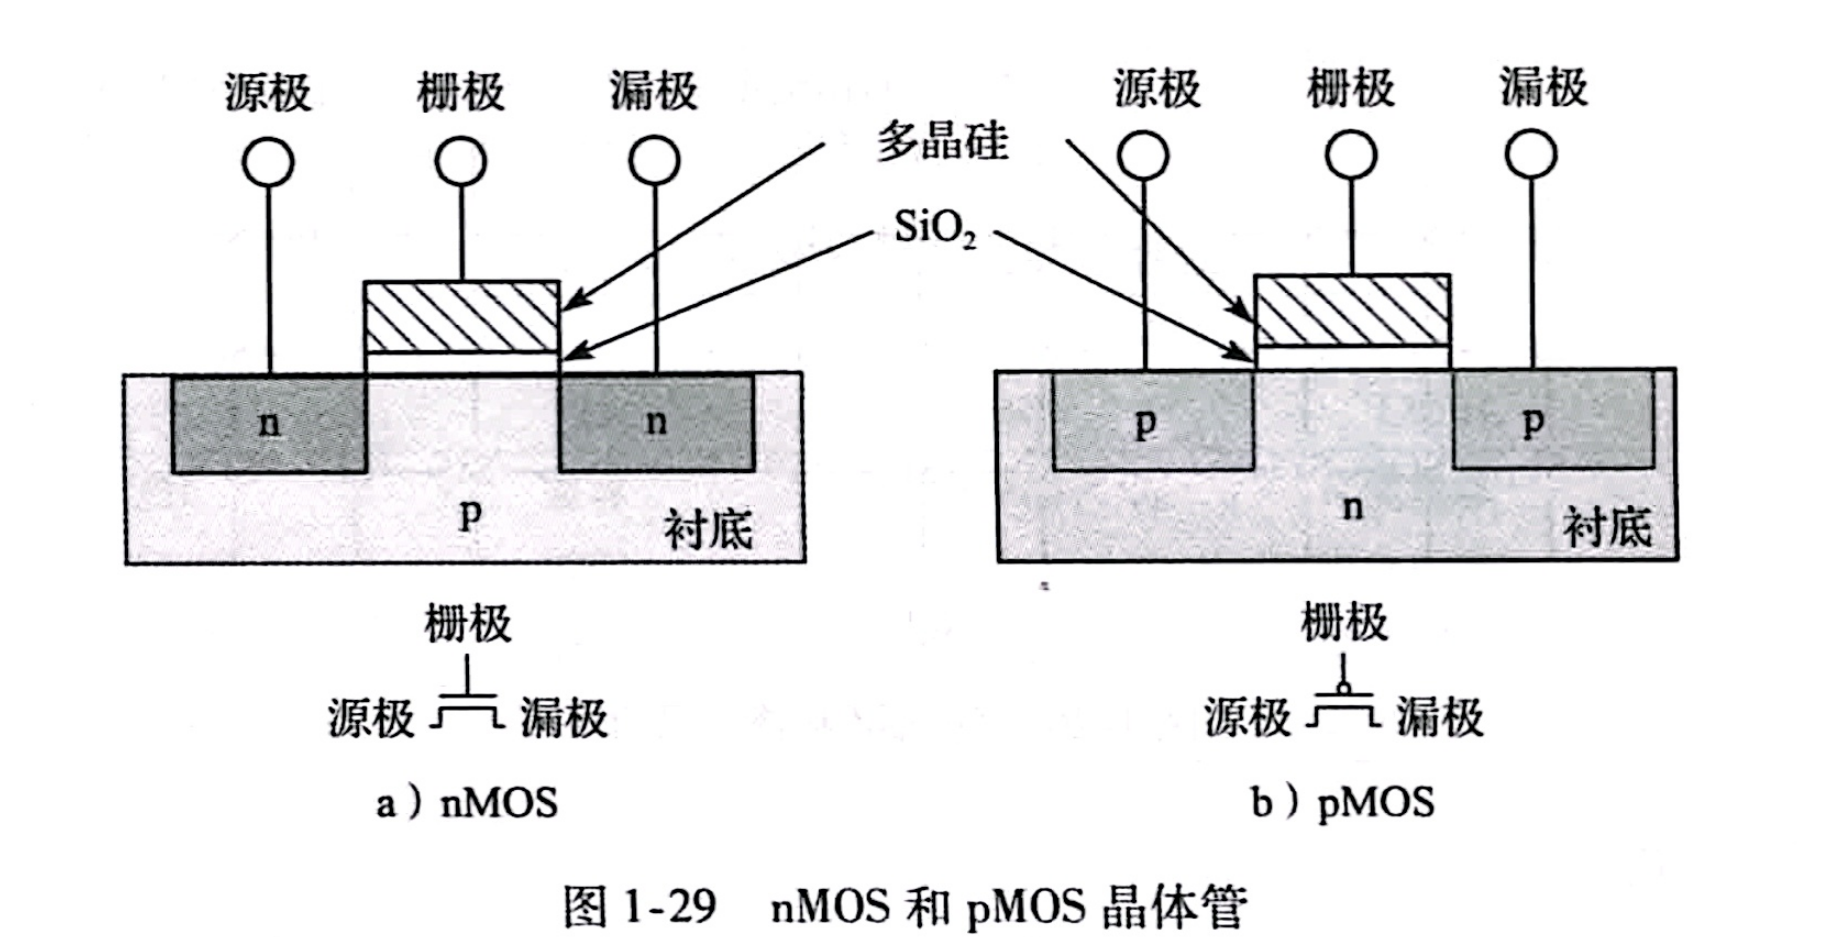 源极 栅极 漏极 源极 栅极 漏极
多晶硅
SiO₂
n n p p
p 衬底 n 衬底
栅极 栅极
源极 漏极 源极 漏极
a）nMOS b）pMOS
图 1-29 nMOS 和 pMOS 晶体管